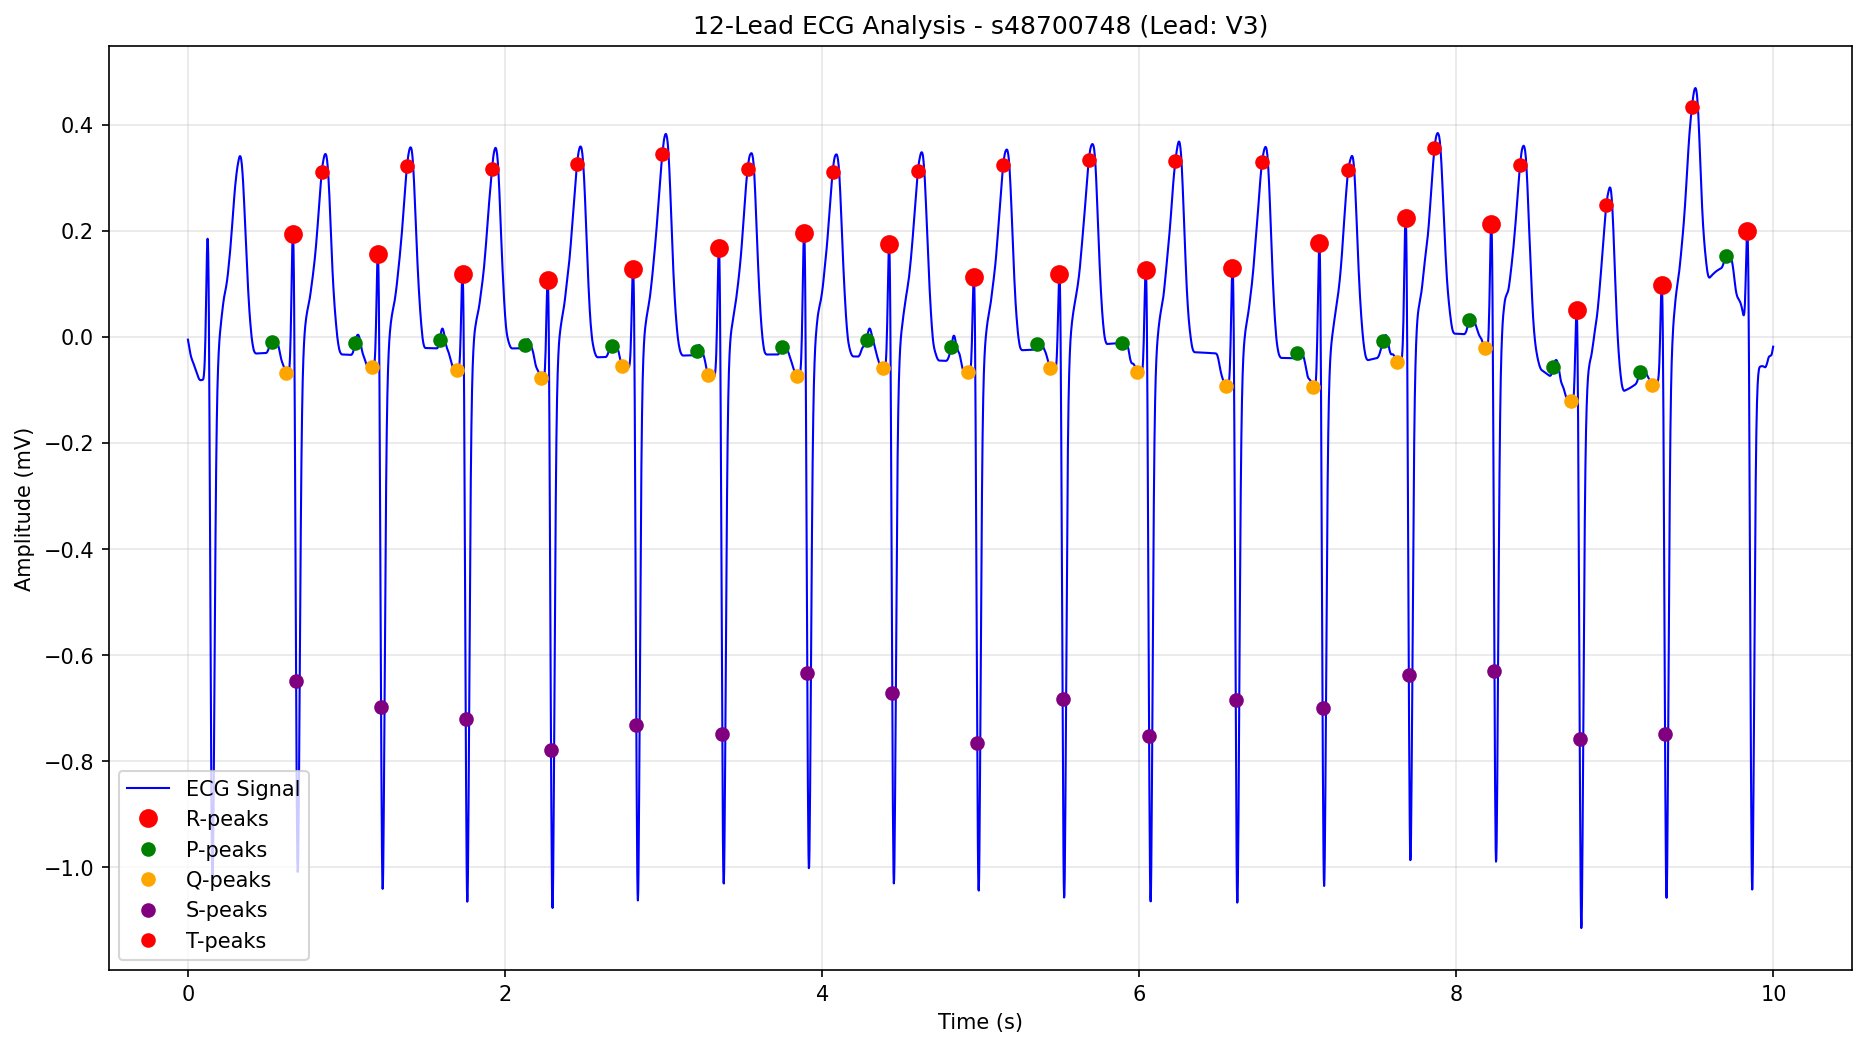 12-Lead ECG Analysis - s48700748 (Lead: V3)
Amplitude (mV)
0.4
0.2
0.0
−0.2
−0.4
−0.6
−0.8
−1.0
ECG Signal
R-peaks
P-peaks
Q-peaks
S-peaks
T-peaks
0 2 4 6 8 10
Time (s)